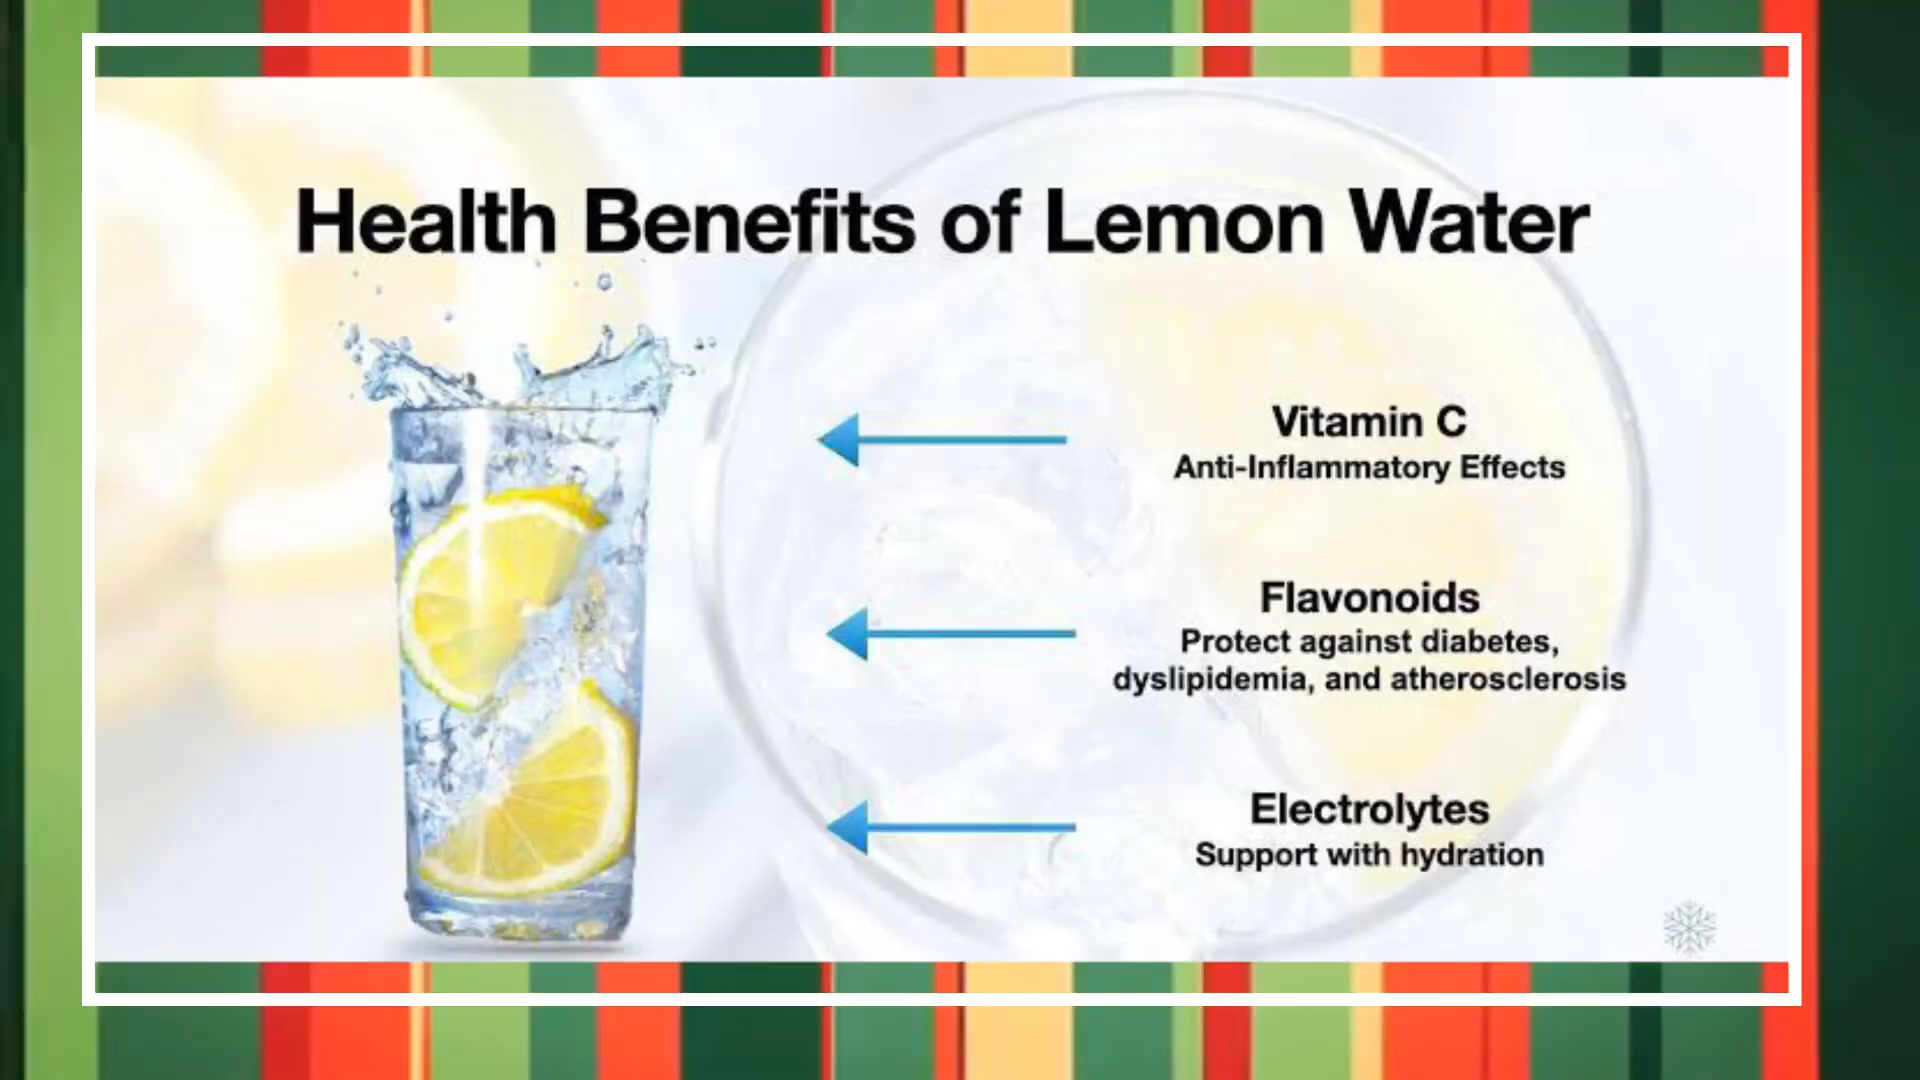 Health Benefits of Lemon Water
Vitamin C
Anti-Inflammatory Effects
Flavonoids
Protect against diabetes,
dyslipidemia, and atherosclerosis
Electrolytes
Support with hydration